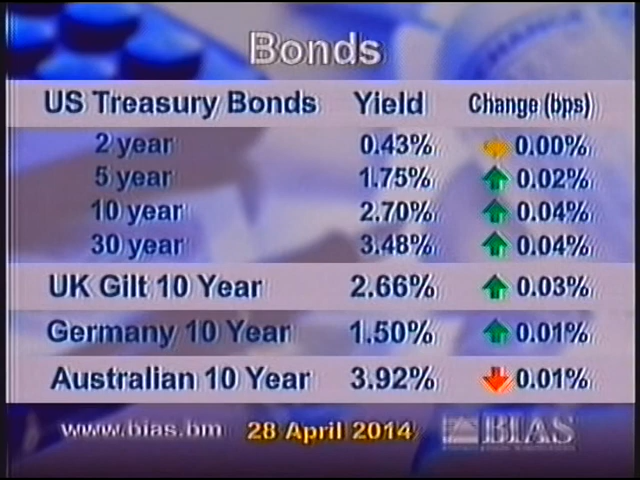 Bonds
US Treasury Bonds Yield Change (bps)
2 year 0.43% 0.00%
5 year 1.75% 0.02%
10 year 2.70% 0.04%
30 year 3.48% 0.04%
UK Gilt 10 Year 2.66% 0.03%
Germany 10 Year 1.50% 0.01%
Australian 10 Year 3.92% 0.01%
www.bias.bm 28 April 2014 BIAS